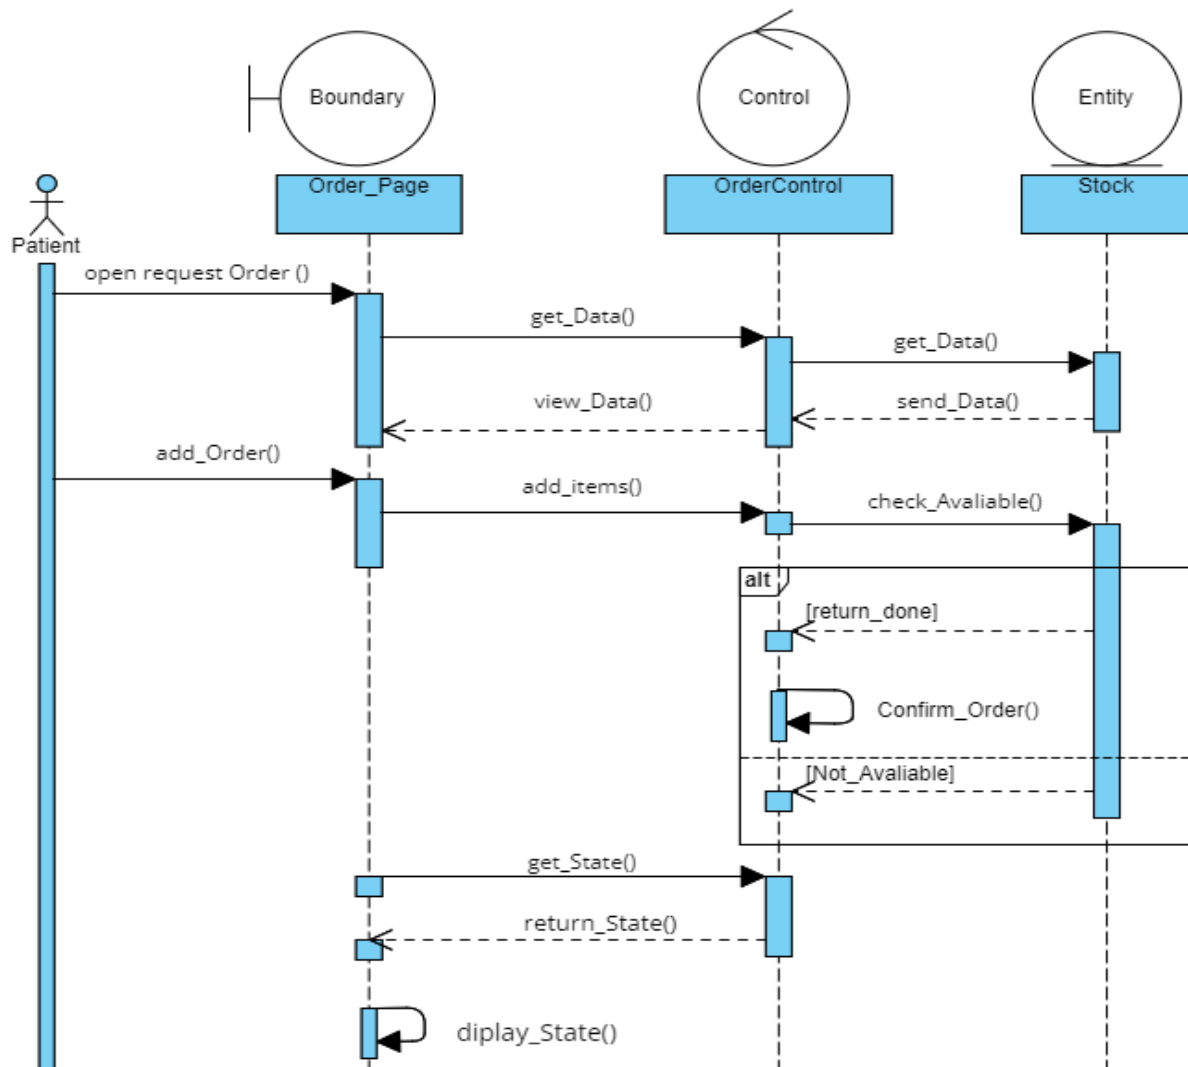 Boundary
Control
Entity
Order_Page
OrderControl
Stock
Patient
open request Order ()
get_Data()
get_Data()
view_Data()
send_Data()
add_Order()
add_items()
check_Avaliable()
alt
[return_done]
Confirm_Order()
[Not_Avaliable]
get_State()
return_State()
diplay_State()